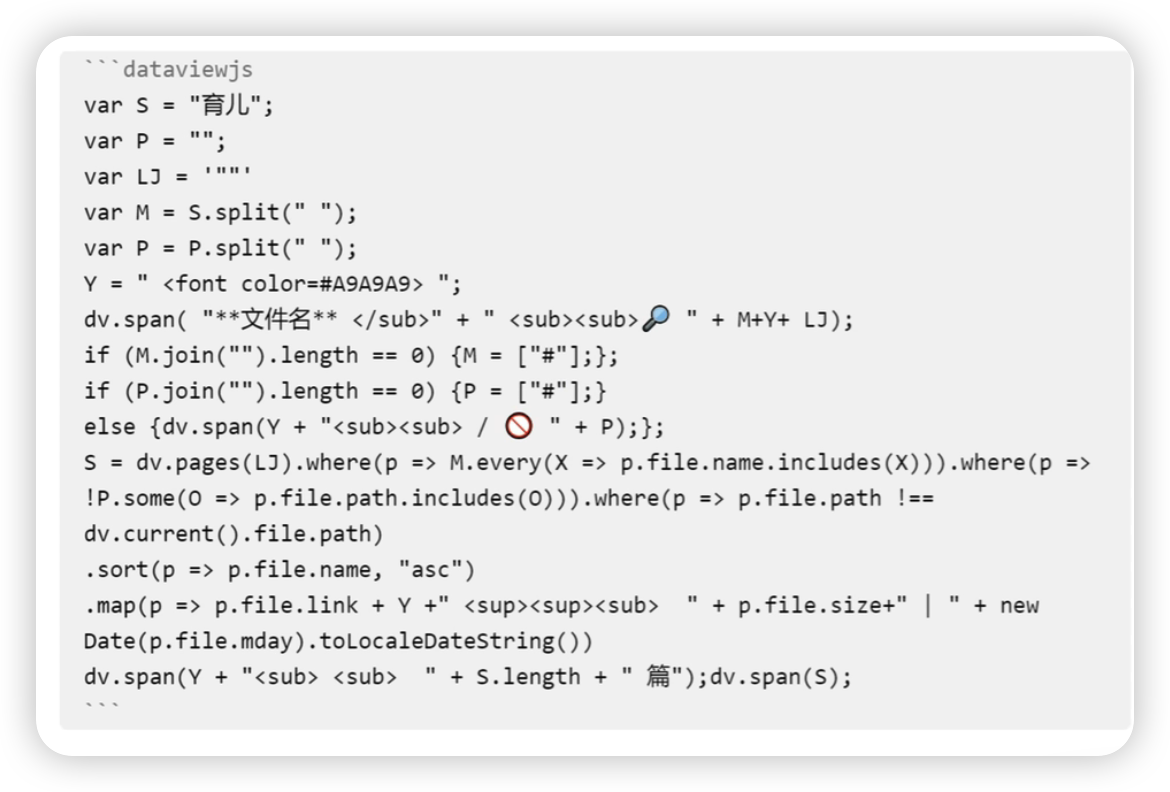 ```dataviewjs
var S = "育儿";
var P = "";
var LJ = '""'
var M = S.split(" ");
var P = P.split(" ");
Y = " <font color=#A9A9A9> ";
dv.span( "**文件名** </sub>" + " <sub><sub>🔎 " + M+Y+ LJ);
if (M.join("").length == 0) {M = ["#"];};
if (P.join("").length == 0) {P = ["#"];}
else {dv.span(Y + "<sub><sub> / 🚫 " + P);};
S = dv.pages(LJ).where(p => M.every(X => p.file.name.includes(X))).where(p =>
!P.some(O => p.file.path.includes(O))).where(p => p.file.path !==
dv.current().file.path)
.sort(p => p.file.name, "asc")
.map(p => p.file.link + Y +" <sup><sup><sub>  " + p.file.size+" | " + new
Date(p.file.mday).toLocaleDateString())
dv.span(Y + "<sub> <sub>  " + S.length + " 篇");dv.span(S);
```